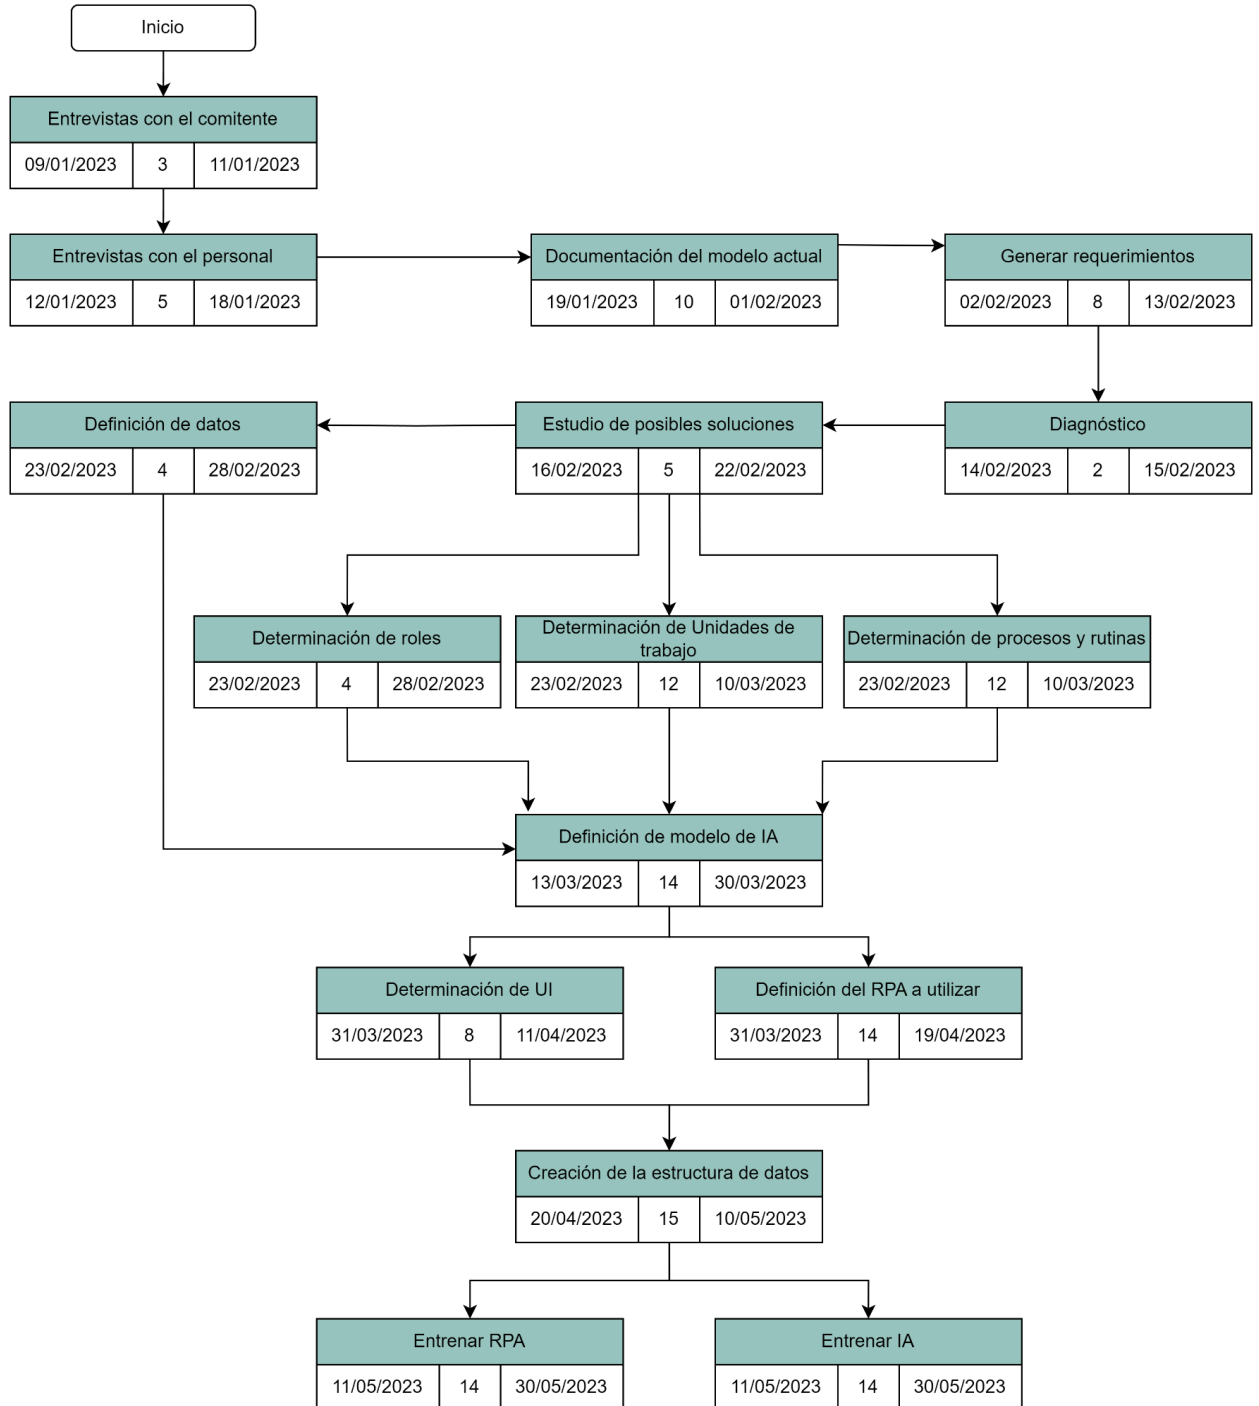 Inicio
Entrevistas con el comitente
09/01/2023 3 11/01/2023
Entrevistas con el personal
12/01/2023 5 18/01/2023
Documentación del modelo actual
19/01/2023 10 01/02/2023
Generar requerimientos
02/02/2023 8 13/02/2023
Definición de datos
23/02/2023 4 28/02/2023
Estudio de posibles soluciones
16/02/2023 5 22/02/2023
Diagnóstico
14/02/2023 2 15/02/2023
Determinación de roles
23/02/2023 4 28/02/2023
Determinación de Unidades de
trabajo
23/02/2023 12 10/03/2023
Determinación de procesos y rutinas
23/02/2023 12 10/03/2023
Definición de modelo de IA
13/03/2023 14 30/03/2023
Determinación de UI
31/03/2023 8 11/04/2023
Definición del RPA a utilizar
31/03/2023 14 19/04/2023
Creación de la estructura de datos
20/04/2023 15 10/05/2023
Entrenar RPA
11/05/2023 14 30/05/2023
Entrenar IA
11/05/2023 14 30/05/2023